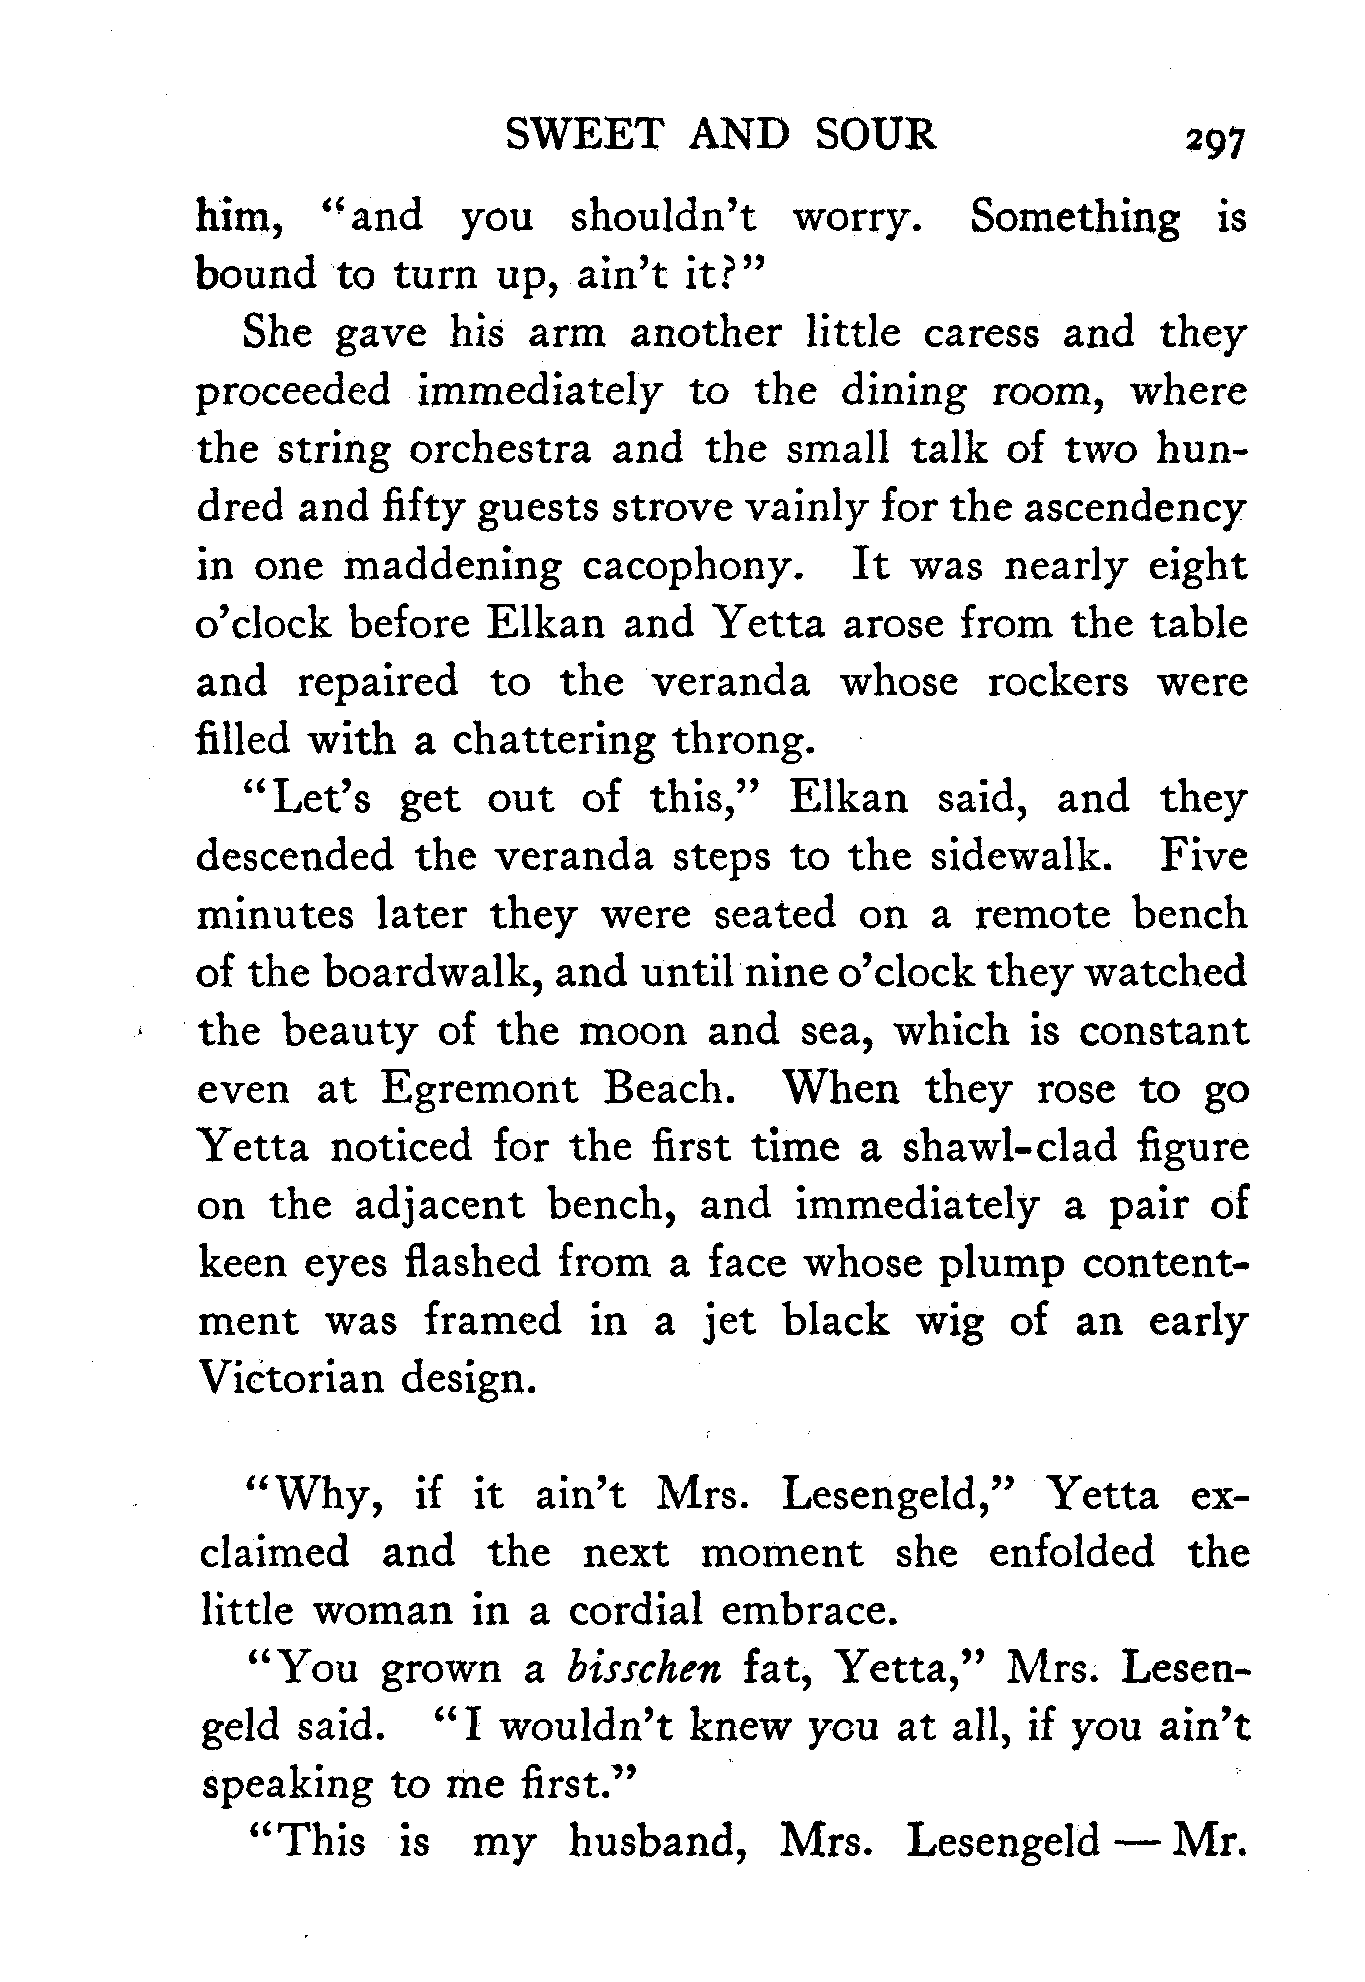 SWEET AND SOUR 297
him, "and you shouldn't worry. Something is
bound to turn up, ain't it?"
She gave his arm another little caress and they
proceeded immediately to the dining room, where
the string orchestra and the small talk of two hun-
dred and fifty guests strove vainly for the ascendency
in one maddening cacophony. It was nearly eight
o'clock before Elkan and Yetta arose from the table
and repaired to the veranda whose rockers were
filled with a chattering throng.
"Let's get out of this," Elkan said, and they
descended the veranda steps to the sidewalk. Five
minutes later they were seated on a remote bench
of the boardwalk, and until nine o'clock they watched
the beauty of the moon and sea, which is constant
even at Egremont Beach. When they rose to go
Yetta noticed for the first time a shawl-clad figure
on the adjacent bench, and immediately a pair of
keen eyes flashed from a face whose plump content-
ment was framed in a jet black wig of an early
Victorian design.
"Why, if it ain't Mrs. Lesengeld," Yetta ex-
claimed and the next moment she enfolded the
little woman in a cordial embrace.
"You grown a bisschen fat, Yetta," Mrs. Lesen-
geld said. "I wouldn't knew you at all, if you ain't
speaking to me first."
"This is my husband, Mrs. Lesengeld — Mr.